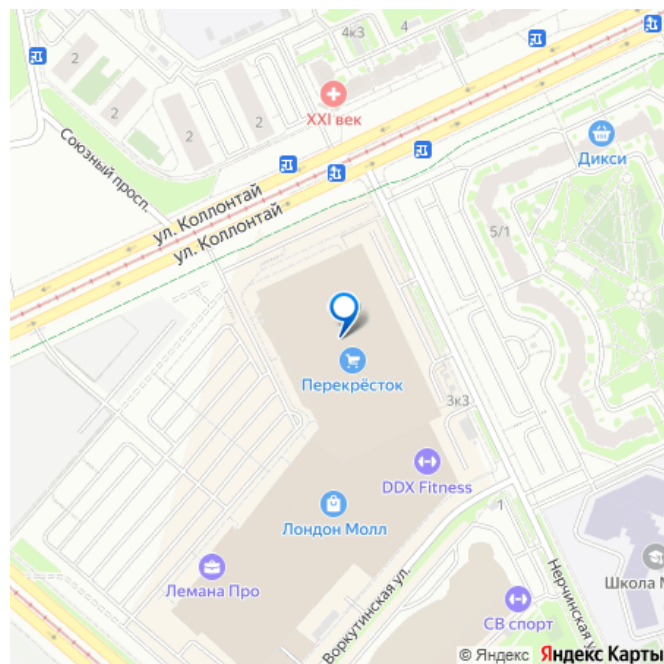 4к3
4
2
2
2
2
XXI век
Дикси
Союзный просп.
ул. Коллонтай
ул. Коллонтай
5/1
Перекрёсток
3к3
DDX Fitness
Лондон Молл
1
Лемана Про
Нерчинская у
Школа №
Воркутинская ул.
СВ спорт
© Яндекс Яндекс Карты